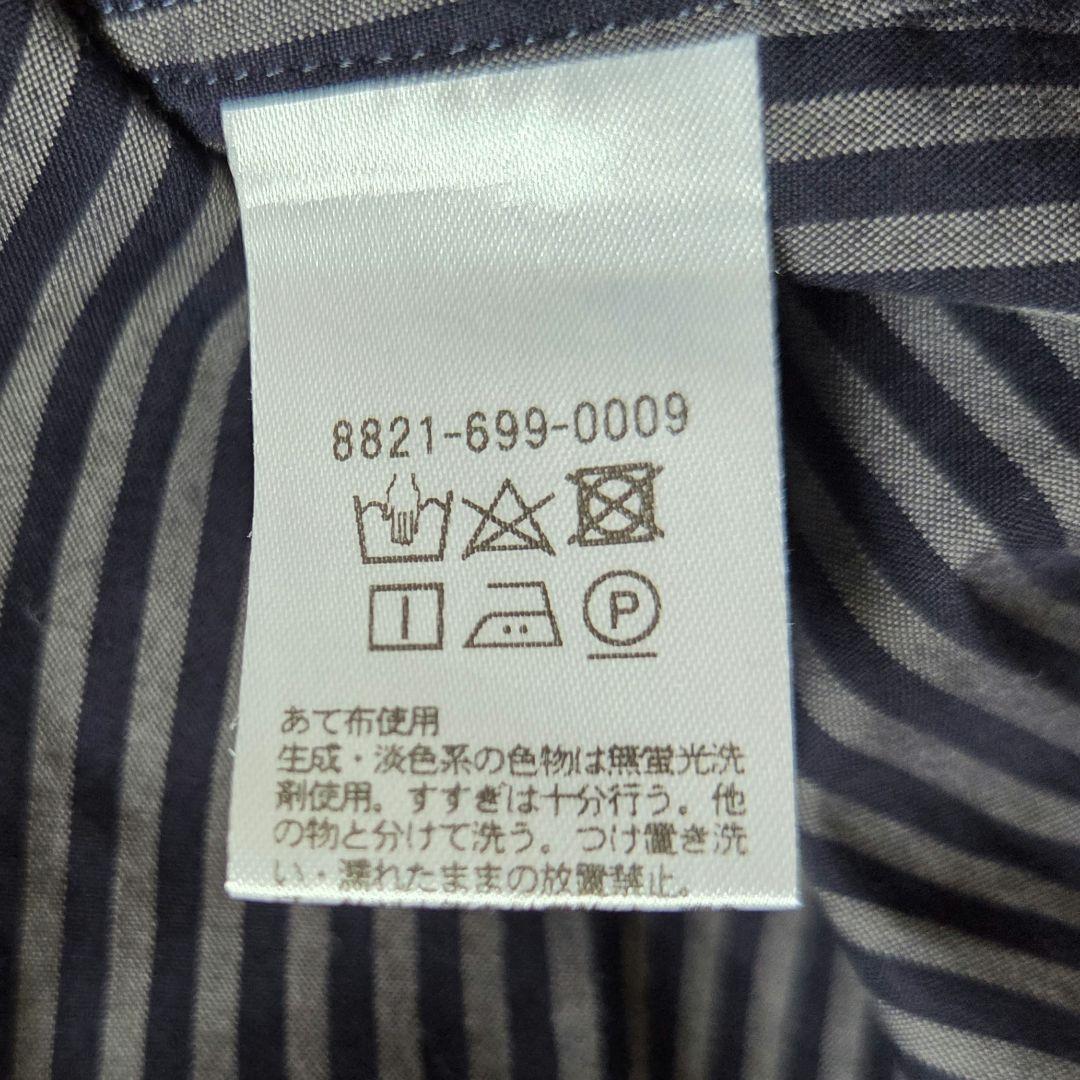 8821-699-0009
P
あて布使用
生成・淡色系の色物は無蛍光洗
剤使用。すすぎは十分行う。他
の物と分けて洗う。つけ置き洗
い・濡れたままの放置禁止。